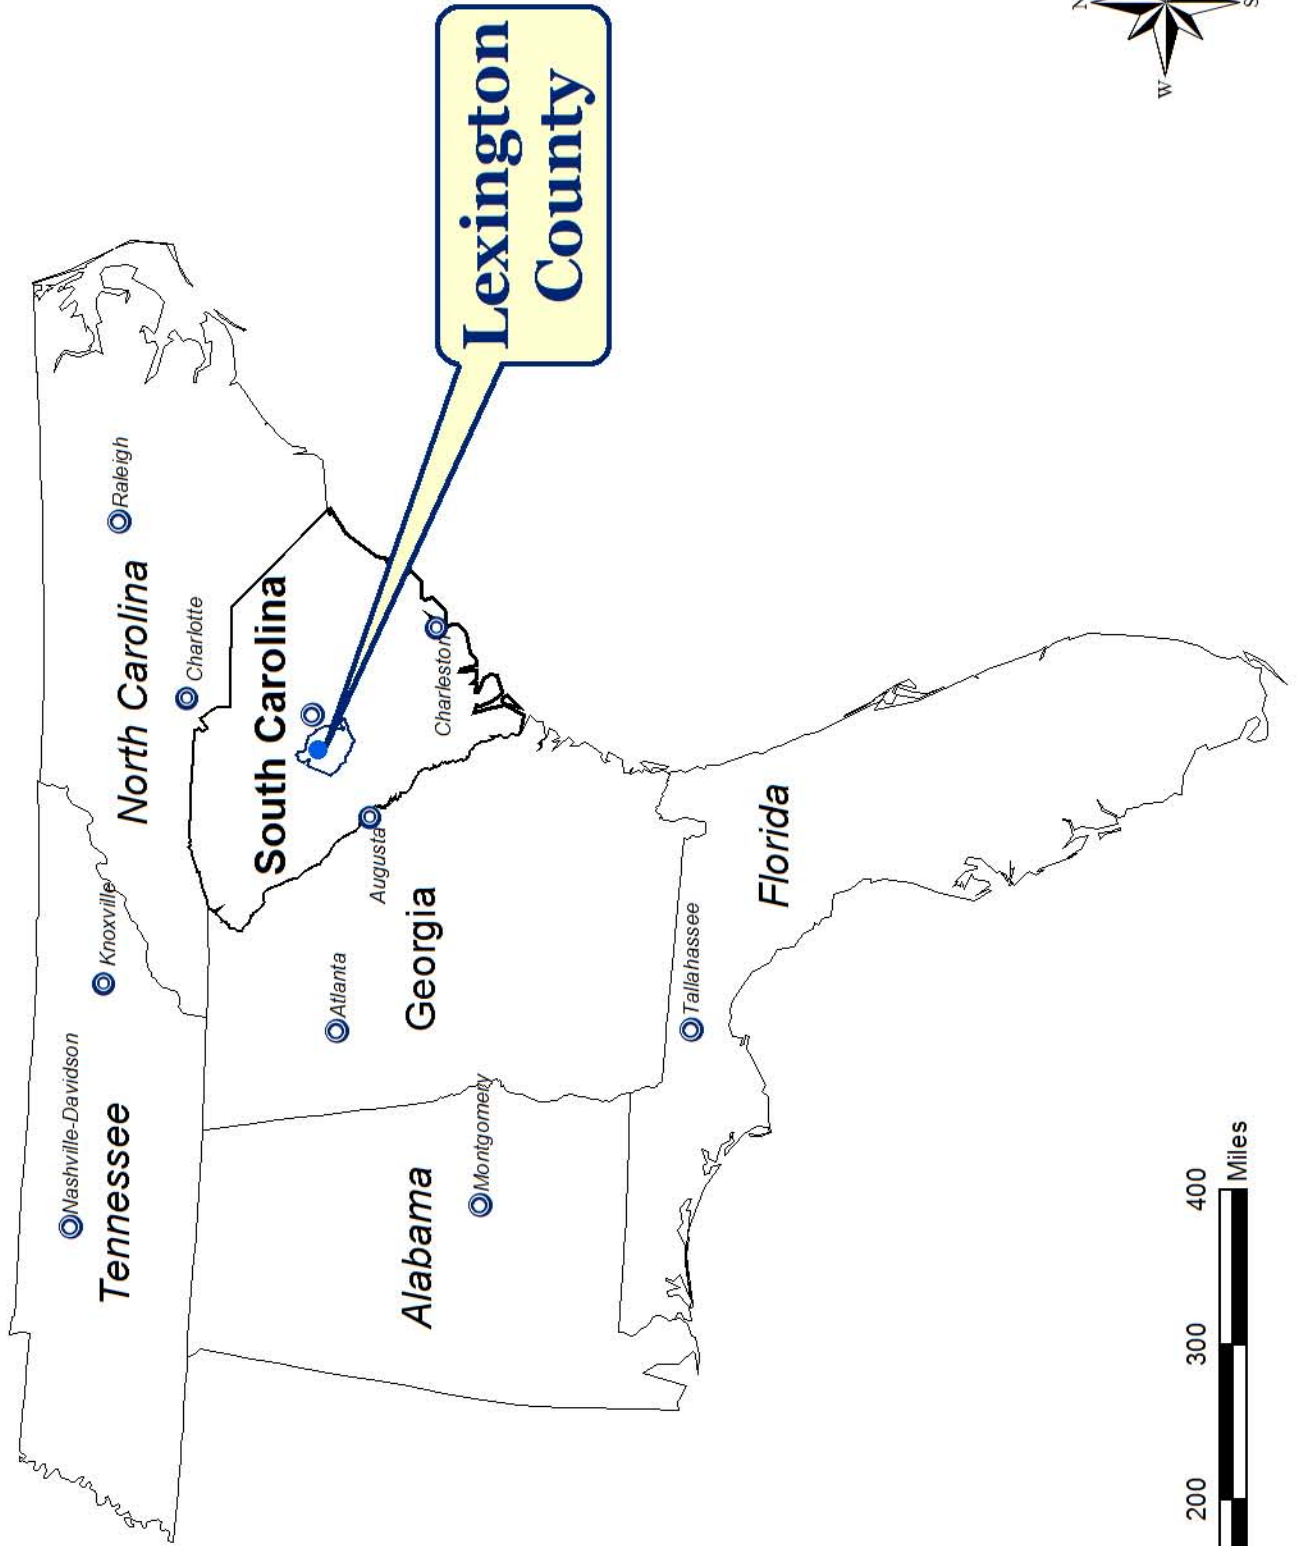 Nashville-Davidson
Tennessee
Knoxville
North Carolina
Raleigh
Charlotte
South Carolina
Charleston
Augusta
Atlanta
Georgia
Alabama
Montgomery
Tallahassee
Florida
Lexington
County
N
S
W
200
300
400
Miles